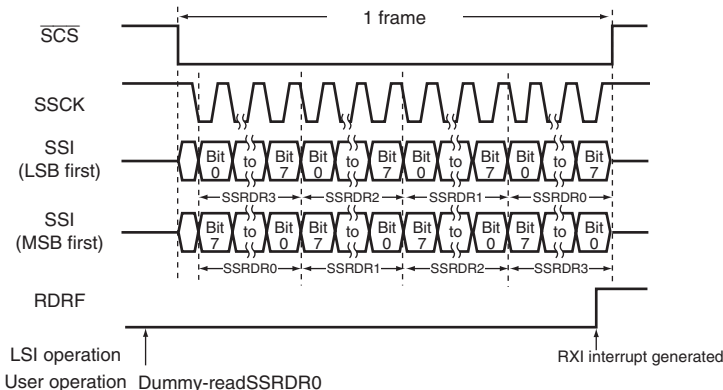 1 frame
SCS
SSCK
SSI
(LSB first)
Bit 0 to Bit 7 Bit 0 to Bit 7 Bit 0 to Bit 7 Bit 0 to Bit 7
SSRDR3 SSRDR2 SSRDR1 SSRDR0
SSI
(MSB first)
Bit 7 to Bit 0 Bit 7 to Bit 0 Bit 7 to Bit 0 Bit 7 to Bit 0
SSRDR0 SSRDR1 SSRDR2 SSRDR3
RDRF
LSI operation
RXI interrupt generated
User operation Dummy-readSSRDR0